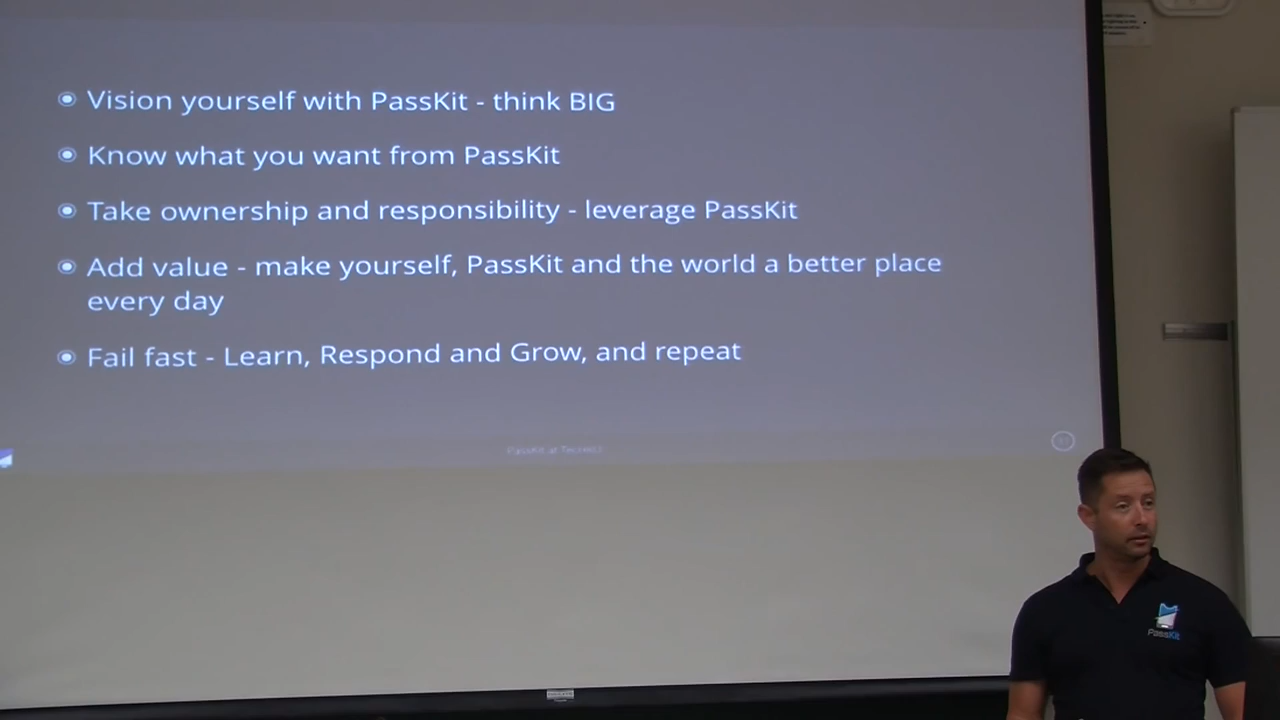 Vision yourself with PassKit - think BIG
Know what you want from PassKit
Take ownership and responsibility - leverage PassKit
Add value - make yourself, PassKit and the world a better place
every day
Fail fast - Learn, Respond and Grow, and repeat
PassKit at
PassKit